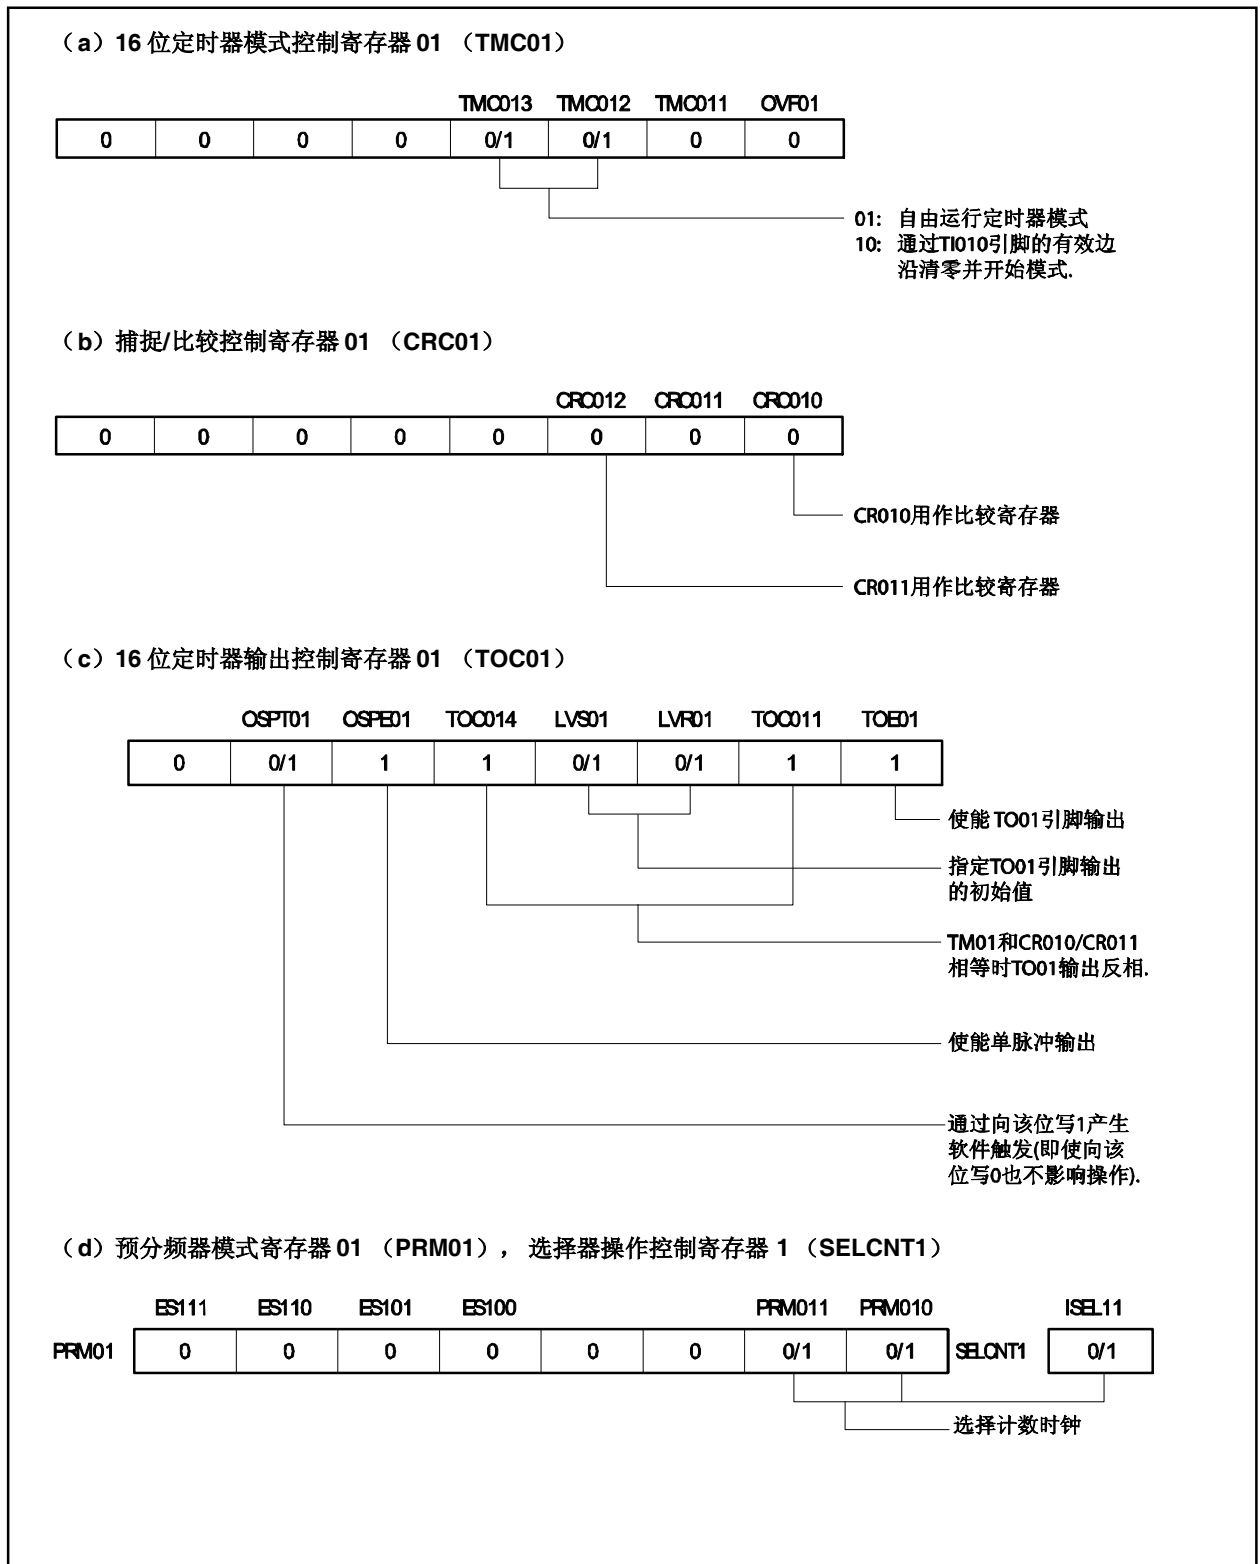 （a）16 位定时器模式控制寄存器 01 （TMC01）
TMC013 TMC012 TMC011 OVF01
0 0 0 0 0/1 0/1 0 0
01: 自由运行定时器模式
10: 通过TI010引脚的有效边
沿清零并开始模式.
（b）捕捉/比较控制寄存器 01 （CRC01）
CRC012 CRC011 CRC010
0 0 0 0 0 0 0 0
CR010用作比较寄存器
CR011用作比较寄存器
（c）16 位定时器输出控制寄存器 01 （TOC01）
OSPT01 OSPE01 TOC014 LVS01 LVR01 TOC011 TOE01
0 0/1 1 1 0/1 0/1 1 1
使能 TO01引脚输出
指定TO01引脚输出
的初始值
TM01和CR010/CR011
相等时TO01输出反相.
使能单脉冲输出
通过向该位写1产生
软件触发(即使向该
位写0也不影响操作).
（d）预分频器模式寄存器 01 （PRM01）， 选择器操作控制寄存器 1 （SELCNT1）
ES111 ES110 ES101 ES100 PRM011 PRM010 ISEL11
PRM01 0 0 0 0 0 0 0/1 0/1 SELCNT1 0/1
选择计数时钟